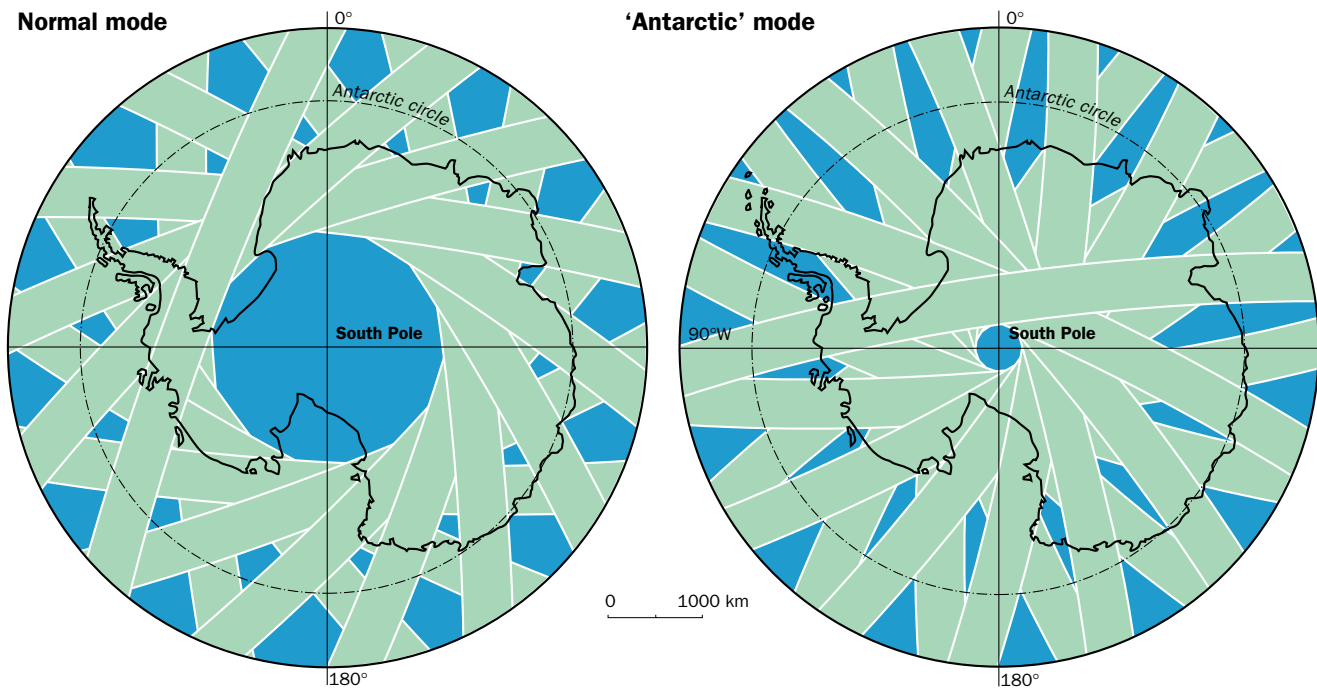 Normal mode
0°
Antarctic circle
South Pole
180°
‘Antarctic’ mode
0°
Antarctic circle
90°W
South Pole
180°
0 1000 km